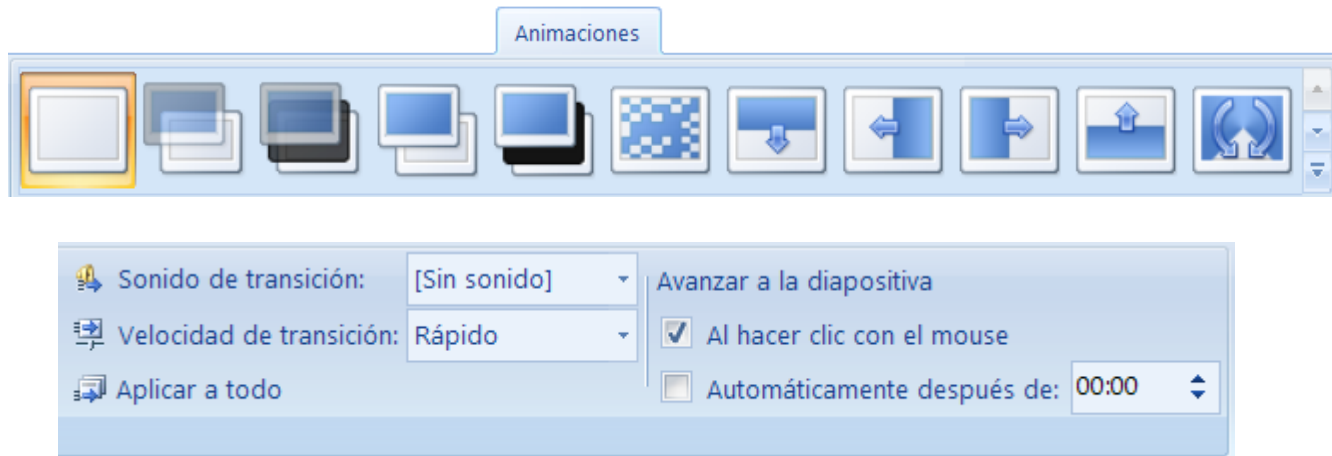 Animaciones
Sonido de transición: [Sin sonido]
Velocidad de transición: Rápido
Aplicar a todo
Avanzar a la diapositiva
Al hacer clic con el mouse
Automáticamente después de: 00:00